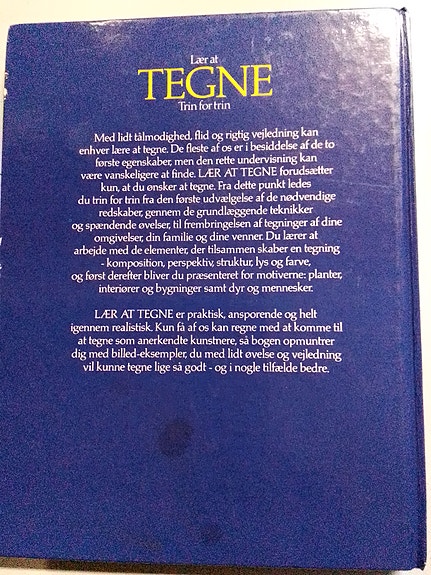 Lær at
TEGNE
Trin for trin
Med lidt tålmodighed, flid og rigtig vejledning kan
enhver lære at tegne. De fleste af os er i besiddelse af de to
første egenskaber, men den rette undervisning kan
være vanskeligere at finde. LÆR AT TEGNE forudsætter
kun, at du ønsker at tegne. Fra dette punkt ledes
du trin for trin fra den første udvælgelse af de nødvendige
redskaber, gennem de grundlæggende teknikker
og spændende øvelser, til frembringelsen af tegninger af dine
omgivelser, din familie og dine venner. Du lærer at
arbejde med de elementer, der tilsammen skaber en tegning
- komposition, perspektiv, struktur, lys og farve,
og først derefter bliver du præsenteret for motiverne: planter,
interiører og bygninger samt dyr og mennesker.
LÆR AT TEGNE er praktisk, ansporende og helt
igennem realistisk. Kun få af os kan regne med at komme til
at tegne som anerkendte kunstnere, så bogen opmuntrer
dig med billed-eksempler, du med lidt øvelse og vejledning
vil kunne tegne lige så godt - og i nogle tilfælde bedre.